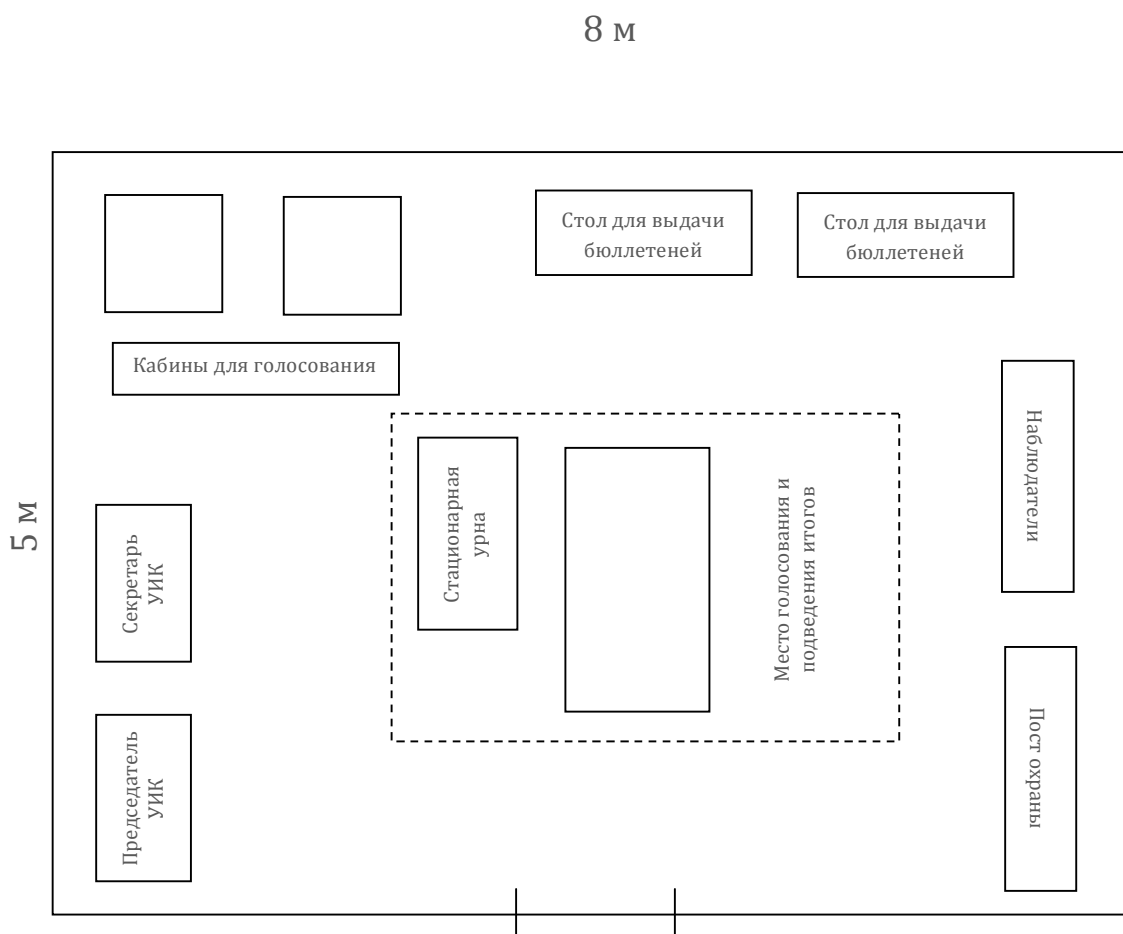 8 м
Стол для выдачи
бюллетеней
Стол для выдачи
бюллетеней
Кабины для голосования
Наблюдатели
Стационарная
урна
Место голосования и
подведения итогов
5 м
Секретарь
УИК
Председатель
УИК
Пост охраны